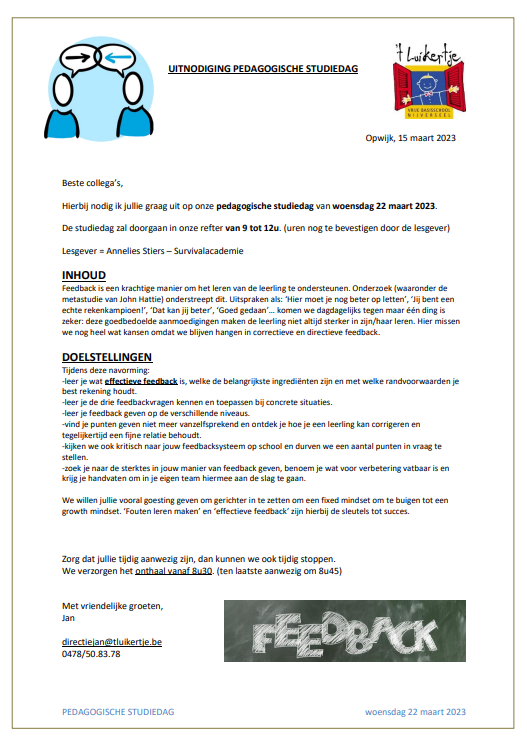 UITNODIGING PEDAGOGISCHE STUDIEDAG
't Luikertje
VRIJE BASISSCHOOL
NIJVERSEEL
Opwijk, 15 maart 2023
Beste collega's,
Hierbij nodig ik jullie graag uit op onze pedagogische studiedag van woensdag 22 maart 2023.
De studiedag zal doorgaan in onze refter van 9 tot 12u. (uren nog te bevestigen door de lesgever)
Lesgever = Annelies Stiers – Survivalacademie
INHOUD
Feedback is een krachtige manier om het leren van de leerling te ondersteunen. Onderzoek (waaronder de
metastudie van John Hattie) onderstreept dit. Uitspraken als: 'Hier moet je nog beter op letten', 'Jij bent een
echte rekenkampioen!', 'Dat kan jij beter', 'Goed gedaan'... komen we dagdagelijks tegen maar één ding is
zeker: deze goedbedoelde aanmoedigingen maken de leerling niet altijd sterker in zijn/haar leren. Hier missen
we nog heel wat kansen omdat we blijven hangen in correctieve en directieve feedback.
DOELSTELLINGEN
Tijdens deze navorming:
-leer je wat effectieve feedback is, welke de belangrijkste ingrediënten zijn en met welke randvoorwaarden je
best rekening houdt.
-leer je de drie feedbackvragen kennen en toepassen bij concrete situaties.
-leer je feedback geven op de verschillende niveaus.
-vind je punten geven niet meer vanzelfsprekend en ontdek je hoe je een leerling kan corrigeren en
tegelijkertijd een fijne relatie behoudt.
-kijken we ook kritisch naar jouw feedbacksysteem op school en durven we een aantal punten in vraag te
stellen.
-zoek je naar de sterktes in jouw manier van feedback geven, benoem je wat voor verbetering vatbaar is en
krijg je handvaten om in je eigen team hiermee aan de slag te gaan.
We willen jullie vooral goesting geven om gerichter in te zetten om een fixed mindset om te buigen tot een
growth mindset. 'Fouten leren maken' en 'effectieve feedback' zijn hierbij de sleutels tot succes.
Zorg dat jullie tijdig aanwezig zijn, dan kunnen we ook tijdig stoppen.
We verzorgen het onthaal vanaf 8u30. (ten laatste aanwezig om 8u45)
Met vriendelijke groeten,
Jan
directiejan@tluikertje.be
0478/50.83.78
FEEDBACK
PEDAGOGISCHE STUDIEDAG
woensdag 22 maart 2023